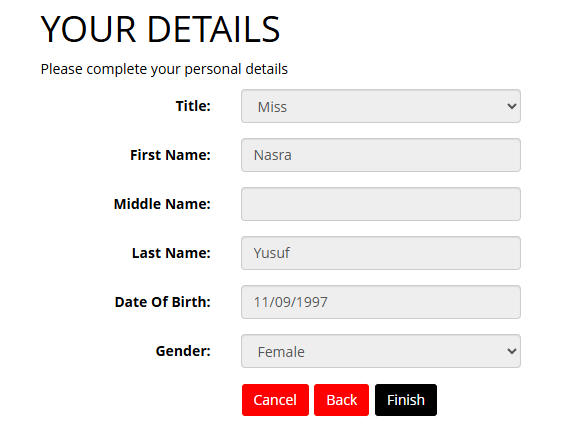 YOUR DETAILS
Please complete your personal details
Title: Miss
First Name: Nasra
Middle Name:
Last Name: Yusuf
Date Of Birth: 11/09/1997
Gender: Female
Cancel Back Finish